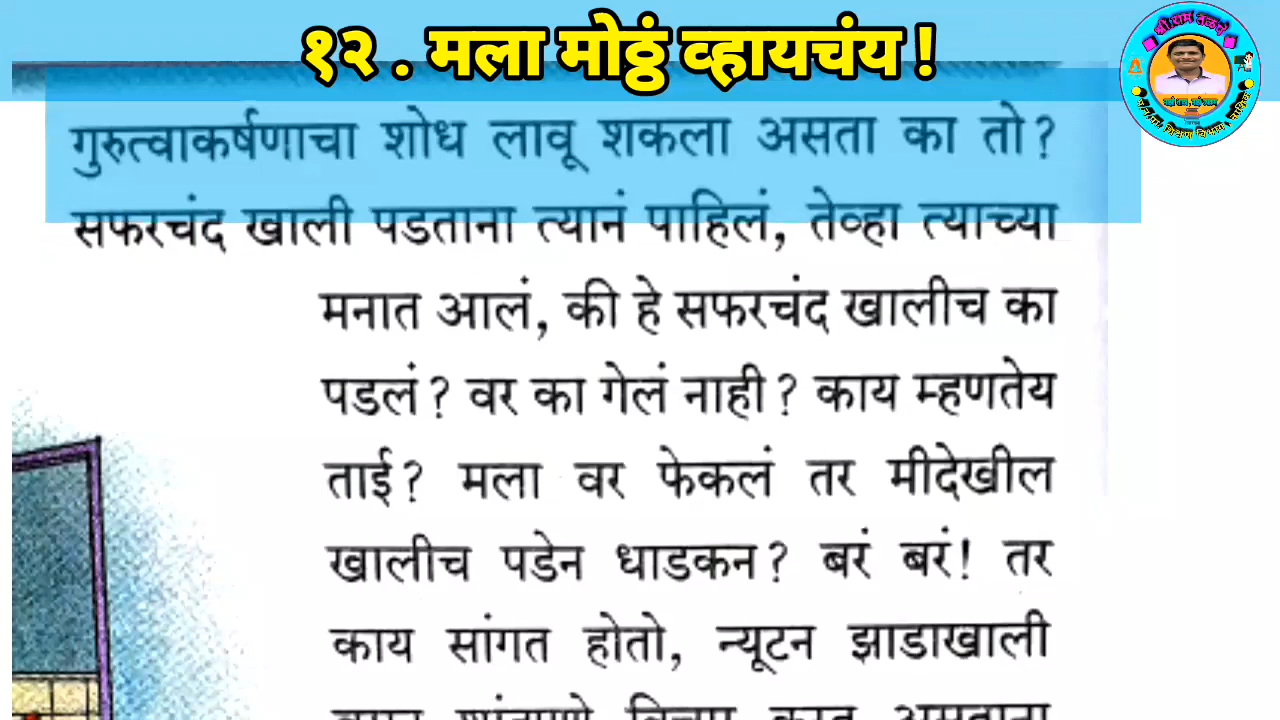 १२ . मला मोठ्ठं व्हायचंय !
गुरुत्वाकर्षणाचा शोध लावू शकला असता का तो?
सफरचंद खाली पडताना त्यानं पाहिलं, तेव्हा त्याच्या
मनात आलं, की हे सफरचंद खालीच का
पडलं? वर का गेलं नाही? काय म्हणतेय
ताई? मला वर फेकलं तर मीदेखील
खालीच पडेन धाडकन? बरं बरं! तर
काय सांगत होतो, न्यूटन झाडाखाली